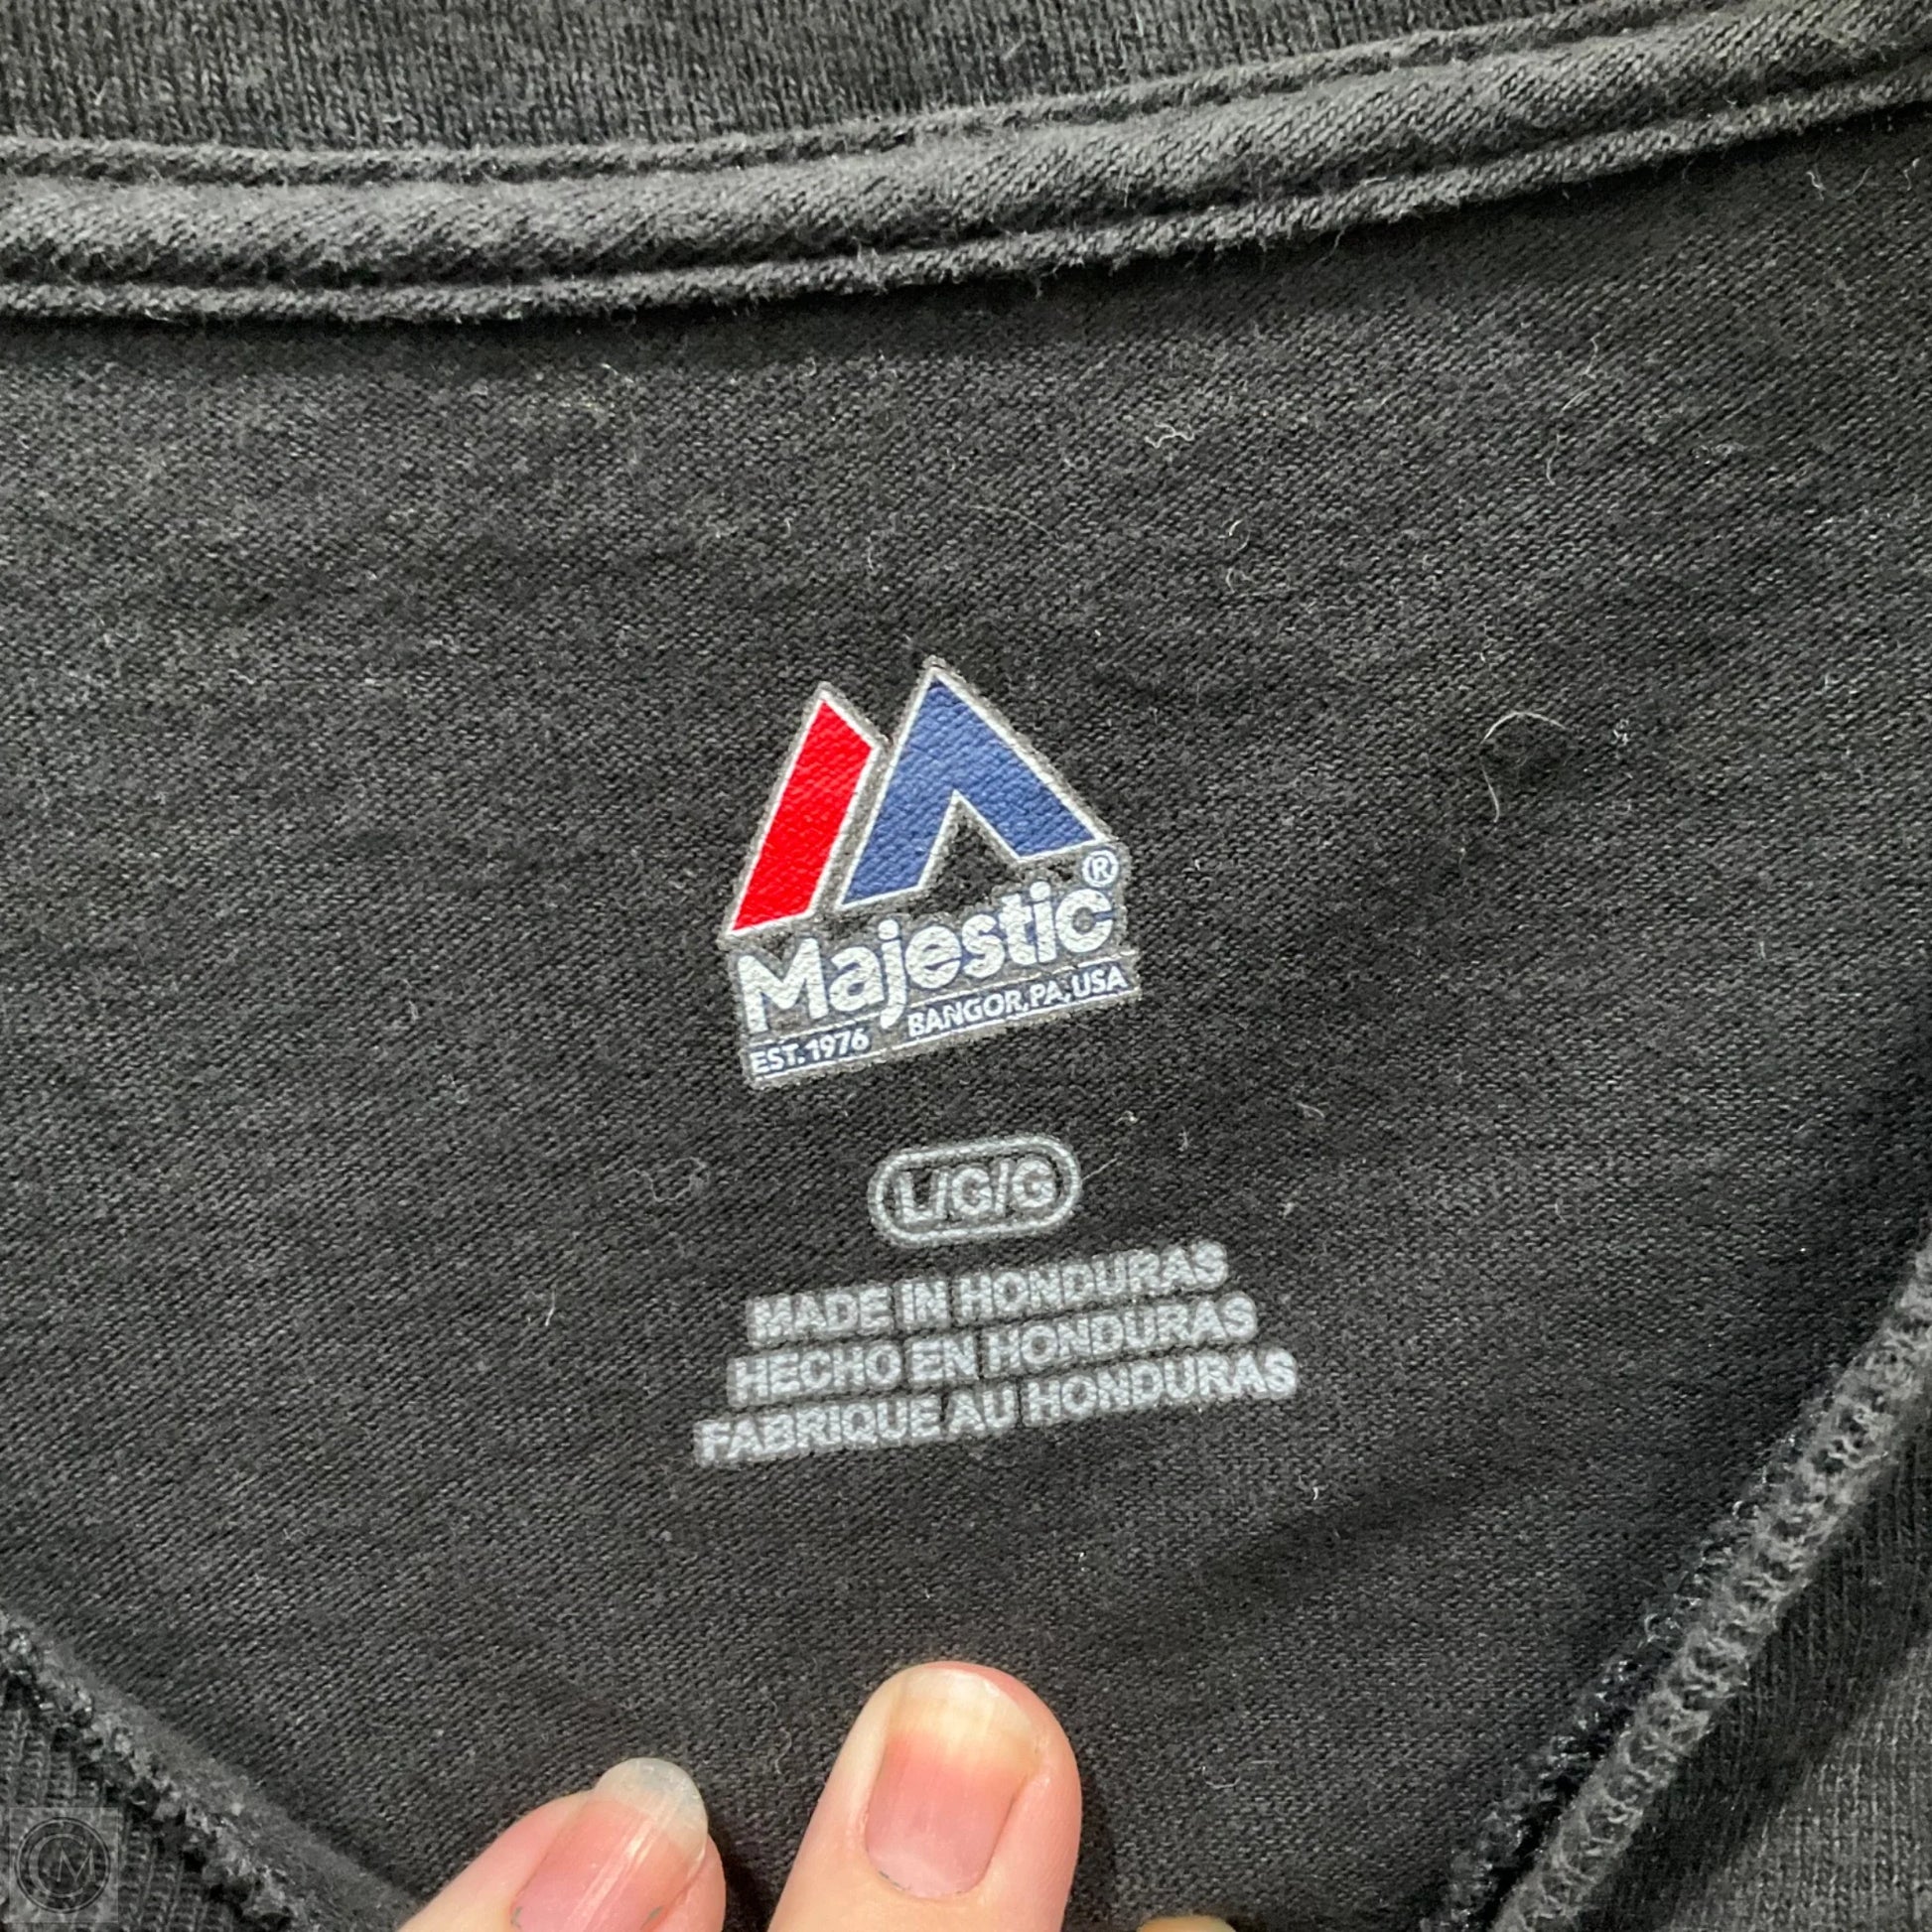 Majestic®
EST. 1976 BANGOR, PA, USA
L/G/G
MADE IN HONDURAS
HECHO EN HONDURAS
FABRIQUE AU HONDURAS